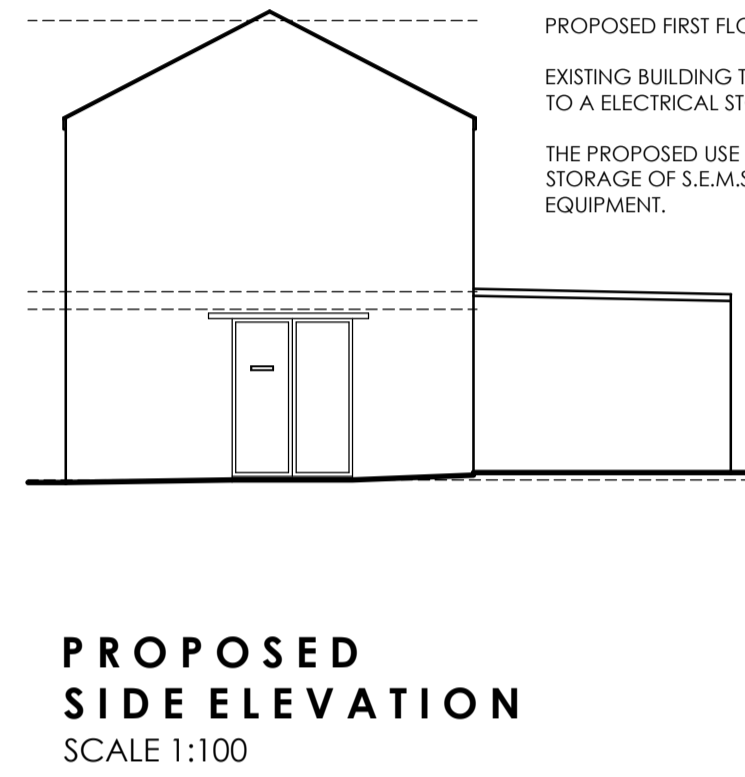 PROPOSED FIRST
EXISTING BUILDING
TO A ELECTRICAL
THE PROPOSED USE
STORAGE OF
EQUIPMENT.
PROPOSED
SIDE ELEVATION
SCALE 1:100